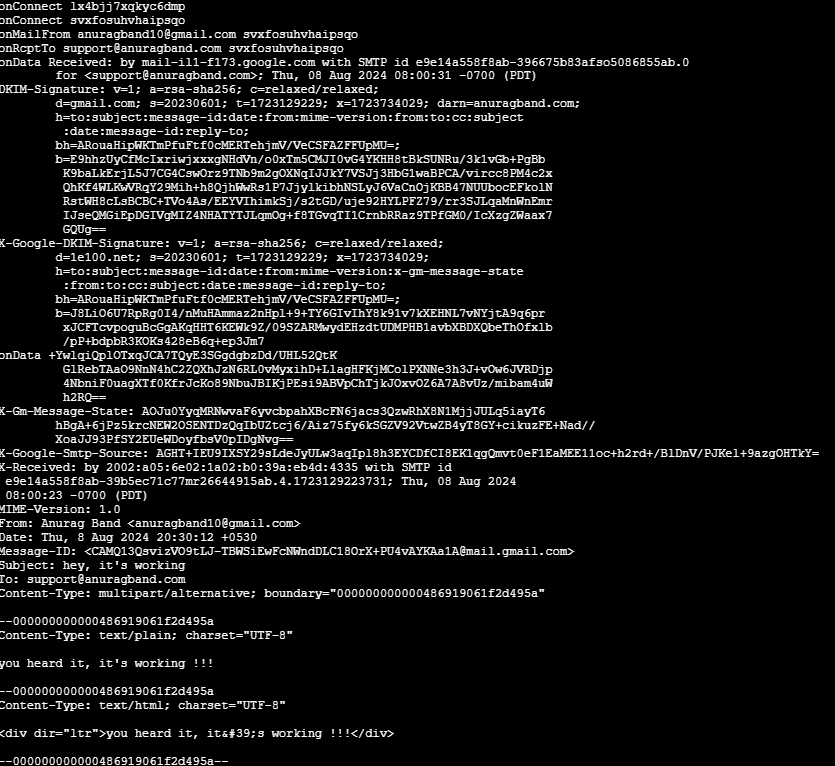 onConnect lx4bjj7xqkyc6dmp
onConnect svxfosuhvhaipsqo
onMailFrom anuragband10@gmail.com svxfosuhvhaipsqo
onRcptTo support@anuragband.com svxfosuhvhaipsqo
onData Received: by mail-il1-f173.google.com with SMTP id e9e14a558f8ab-396675b83afso5086855ab.0
for <support@anuragband.com>; Thu, 08 Aug 2024 08:00:31 -0700 (PDT)
DKIM-Signature: v=1; a=rsa-sha256; c=relaxed/relaxed;
d=gmail.com; s=20230601; t=1723129229; x=1723734029; darn=anuragband.com;
h=to:subject:message-id:date:from:mime-version:from:to:cc:subject
:date:message-id:reply-to;
bh=ARouaHipWKTmPfuFtf0cMERTehjmV/VeCSFAZFFUpMU=;
b=E9hhzUyCfMcIxriwjxxxgNHdVn/o0xTm5CMJI0vG4YKHH8tBkSUNRu/3k1vGb+PgBb
K9baLkErjL5J7CG4CswOrz9TNb9m2gOXNqIJJkY7VSJj3HbG1waBPCA/vircc8PM4c2x
QhKf4WLKwVRqY29Mih+h8QjhWwRs1P7JjylkibhNSLyJ6VaCnOjKBB47NUUbocEFkolN
RstWH8cLsBCBC+TVo4As/EEYVIhimkSj/s2tGD/uje92HYLPFZ79/rr3SJLqaMnWnEmr
IJseQMGiEpDGIVgMIZ4NHATYTJLqmOg+f8TGvqTI1CrnbRRaz9TPfGM0/IcXzgZWaax7
GQUg==
X-Google-DKIM-Signature: v=1; a=rsa-sha256; c=relaxed/relaxed;
d=1e100.net; s=20230601; t=1723129229; x=1723734029;
h=to:subject:message-id:date:from:mime-version:x-gm-message-state
:from:to:cc:subject:date:message-id:reply-to;
bh=ARouaHipWKTmPfuFtf0cMERTehjmV/VeCSFAZFFUpMU=;
b=J8LiO6U7RpRg0I4/nMuHAmmaz2nHpl+9+TY6GIvIhY8k91v7kXEHNL7vNYjtA9q6pr
xJCFTcvpoguBcGgAKqHHT6KEWk9Z/09SZARMwydEHzdtUDMPHB1avbXBDXQbeThOfxlb
/pP+bdpbR3KOKs428eB6q+ep3Jm7
onData +YwlqiQplOTxqJCA7TQyE3SGgdgbzDd/UHL52QtK
GlRebTAaO9NnN4hC2ZQXhJzN6RL0vMyxihD+LlagHFKjMColPXNNe3h3J+vOw6JVRDjp
4NbniF0uagXTf0KfrJcKo89NbuJBIKjPEsi9ABVpChTjkJOxvOZ6A7A8vUz/mibam4uW
h2RQ==
X-Gm-Message-State: AOJu0YyqMRNwvaF6yvcbpahXBcFN6jacs3QzwRhX8N1MjjJULq5iayT6
hBgA+6jPz5krcNEW2OSENTDzQqIbUZtcj6/Aiz75fy6kSGZV92VtwZB4yT8GY+cikuzFE+Nad//
XoaJJ93PfSY2EUeWDoyfbsV0pIDgNvg==
X-Google-Smtp-Source: AGHT+IEU9IXSY29sLdeJyULw3aqIpl8h3EYCDfCI8EK1qgQmvt0eF1EaMEE11oc+h2rd+/BlDnV/PJKel+9azgOHTkY=
X-Received: by 2002:a05:6e02:1a02:b0:39a:eb4d:4335 with SMTP id
e9e14a558f8ab-39b5ec71c77mr26644915ab.4.1723129223731; Thu, 08 Aug 2024
08:00:23 -0700 (PDT)
MIME-Version: 1.0
From: Anurag Band <anuragband10@gmail.com>
Date: Thu, 8 Aug 2024 20:30:12 +0530
Message-ID: <CAMQ13QsvizVO9tLJ-TBWSiEwFcNWndDLC18OrX+PU4vAYKAa1A@mail.gmail.com>
Subject: hey, it's working
To: support@anuragband.com
Content-Type: multipart/alternative; boundary="000000000000486919061f2d495a"
--000000000000486919061f2d495a
Content-Type: text/plain; charset="UTF-8"
you heard it, it's working !!!
--000000000000486919061f2d495a
Content-Type: text/html; charset="UTF-8"
<div dir="ltr">you heard it, it&#39;s working !!!</div>
--000000000000486919061f2d495a--